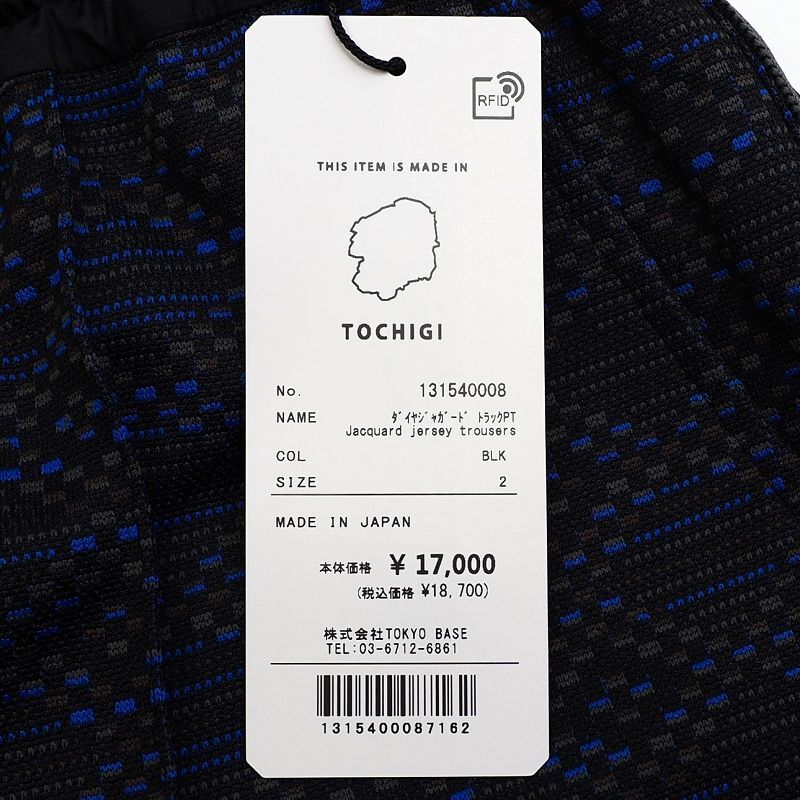 RFID
THIS ITEM IS MADE IN
TOCHIGI
No. 131540008
NAME ﾀﾞｲﾔｼﾞｬｶﾞｰﾄﾞ ﾄﾗｯｸPT
Jacquard jersey trousers
COL BLK
SIZE 2
MADE IN JAPAN
本体価格 ¥ 17,000
(税込価格 ¥18,700)
株式会社TOKYO BASE
TEL:03-6712-6861
1315400087162